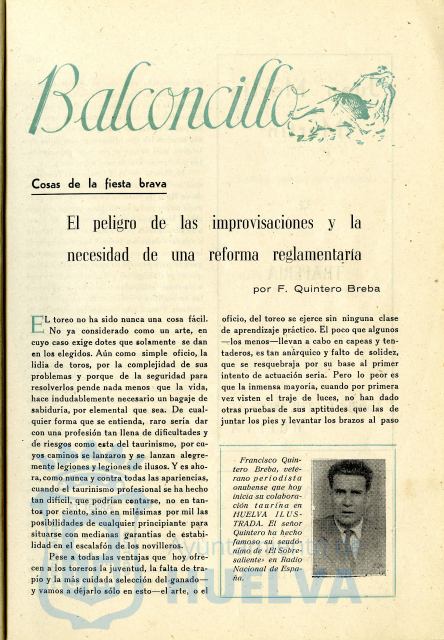 Balconcillo
Cosas de la fiesta brava
El peligro de las improvisaciones y la
necesidad de una reforma reglamentaria
por F. Quintero Breba
EL toreo no ha sido nunca una cosa fácil.
No ya considerado como un arte, en
cuyo caso exige dotes que solamente se dan
en los elegidos. Aún como simple oficio, la
lidia de toros, por la complejidad de sus
problemas y porque de la seguridad para
resolverlos pende nada menos que la vida,
hace indudablemente necesario un bagaje de
sabiduría, por elemental que sea. De cual-
quier forma que se entienda, raro sería dar
con una profesión tan llena de dificultades y
de riesgos como esta del taurinismo, por cu-
yos caminos se lanzaron y se lanzan alegre-
mente legiones y legiones de ilusos. Y es aho-
ra, como nunca y contra todas las apariencias,
cuando el taurinismo profesional se ha hecho
tan difícil, que podrían contarse, no en tan-
tos por ciento, sino en milésimas por mil las
posibilidades de cualquier principiante para
situarse con medianas garantías de estabi-
lidad en el escalafón de los novilleros.
Pese a todas las ventajas que hoy ofre-
cen a los toreros la juventud, la falta de tra-
pío y la más cuidada selección del ganado—
y vamos a déjarlo sólo en esto—el arte, o el
oficio, del toreo se ejerce sin ninguna clase
de aprendizaje práctico. El poco que algunos
—los menos—llevan a cabo en capeas y ten-
taderos, es tan anárquico y falto de solidez,
que se resquebraja por su base al primer
intento de actuación seria. Pero lo peor es
que la inmensa mayoría, cuando por primera
vez visten el traje de luces, no han dado
otras pruebas de sus aptitudes que las de
juntar los pies y levantar los brazos al paso
Francisco Quin-
tero Breba, vete-
rano periodista
onubense que hoy
inicia su colabora-
ción taurina en
HUELVA ILUS-
TRADA. El señor
Quintero ha hecho
famoso su seudó-
nimo de «El Sobre-
saliente» en Radio
Nacional de Espa-
ña.
Ayuntamiento de
HUELVA